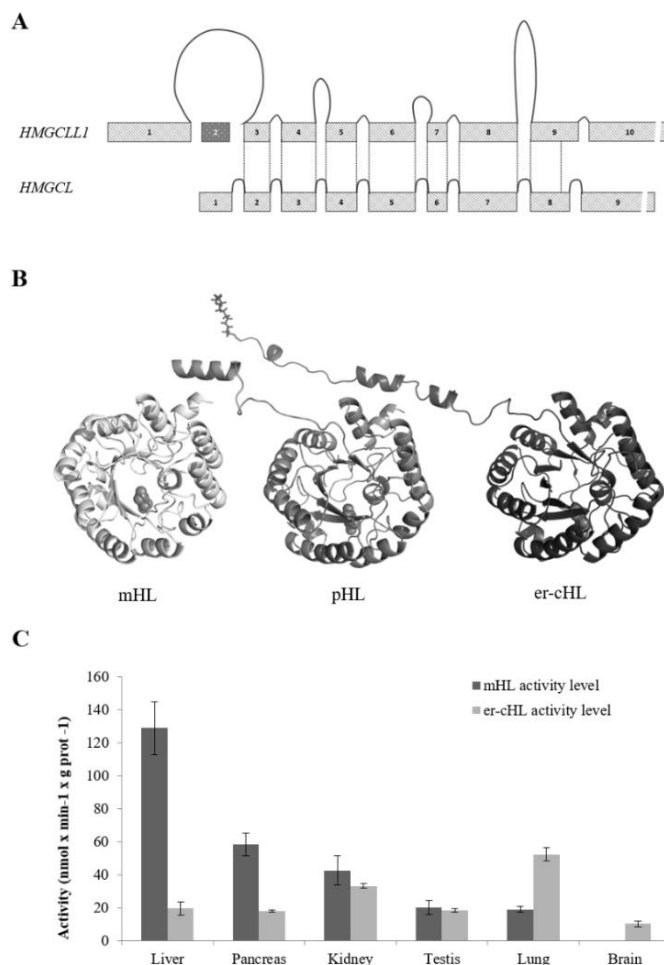 A
HMGCLL1
1 2 3 4 5 6 7 8 9 10
HMGCL
1 2 3 4 5 6 7 8 9
B
mHL pHL er-cHL
C
Activity (nmol x min-1 x g prot -1)
160
140
120
100
80
60
40
20
0
mHL activity level
er-cHL activity level
Liver Pancreas Kidney Testis Lung Brain